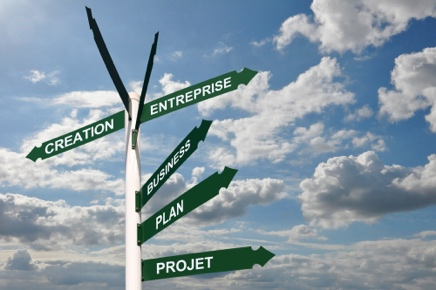 ENTREPRISE
CREATION
BUSINESS
PLAN
PROJET